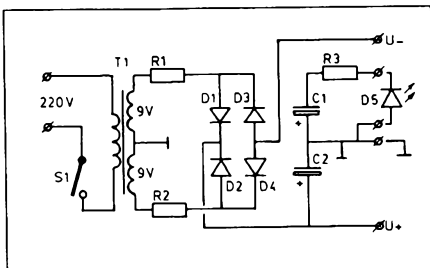 U-
T1
R1
R3
220V
9V
D1
D3
C1
D5
+
9V
D2
D4
C2
+
S1
R2
U+